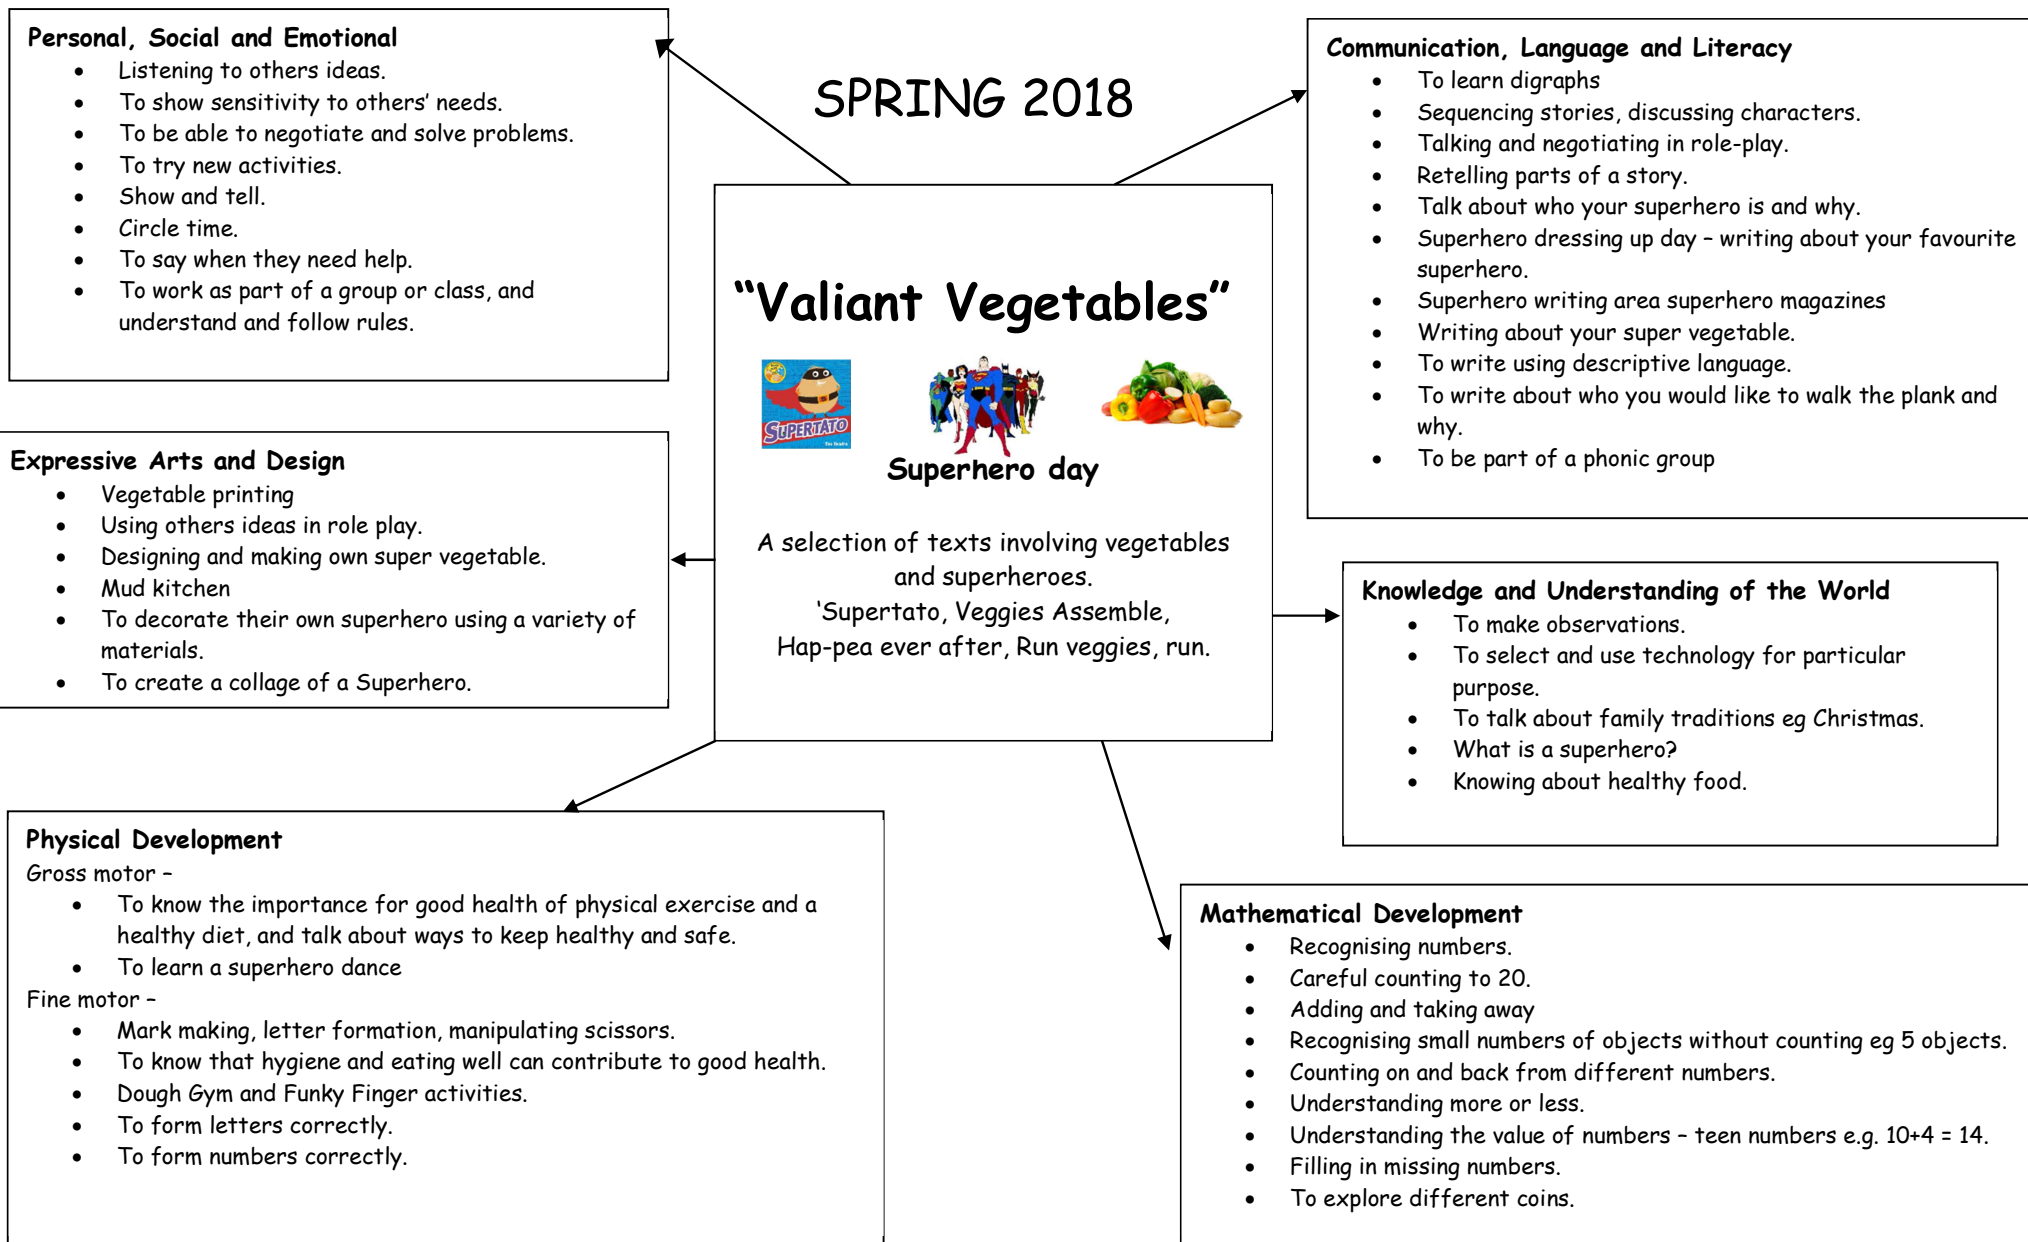 SPRING 2018
Personal, Social and Emotional
• Listening to others ideas.
• To show sensitivity to others’ needs.
• To be able to negotiate and solve problems.
• To try new activities.
• Show and tell.
• Circle time.
• To say when they need help.
• To work as part of a group or class, and
understand and follow rules.
Communication, Language and Literacy
• To learn digraphs
• Sequencing stories, discussing characters.
• Talking and negotiating in role-play.
• Retelling parts of a story.
• Talk about who your superhero is and why.
• Superhero dressing up day – writing about your favourite
superhero.
• Superhero writing area superhero magazines
• Writing about your super vegetable.
• To write using descriptive language.
• To write about who you would like to walk the plank and
why.
• To be part of a phonic group
“Valiant Vegetables”
SUPERTATO
Superhero day
A selection of texts involving vegetables
and superheroes.
‘Supertato, Veggies Assemble,
Hap-pea ever after, Run veggies, run.
Expressive Arts and Design
• Vegetable printing
• Using others ideas in role play.
• Designing and making own super vegetable.
• Mud kitchen
• To decorate their own superhero using a variety of
materials.
• To create a collage of a Superhero.
Knowledge and Understanding of the World
• To make observations.
• To select and use technology for particular
purpose.
• To talk about family traditions eg Christmas.
• What is a superhero?
• Knowing about healthy food.
Physical Development
Gross motor –
• To know the importance for good health of physical exercise and a
healthy diet, and talk about ways to keep healthy and safe.
• To learn a superhero dance
Fine motor –
• Mark making, letter formation, manipulating scissors.
• To know that hygiene and eating well can contribute to good health.
• Dough Gym and Funky Finger activities.
• To form letters correctly.
• To form numbers correctly.
Mathematical Development
• Recognising numbers.
• Careful counting to 20.
• Adding and taking away
• Recognising small numbers of objects without counting eg 5 objects.
• Counting on and back from different numbers.
• Understanding more or less.
• Understanding the value of numbers – teen numbers e.g. 10+4 = 14.
• Filling in missing numbers.
• To explore different coins.